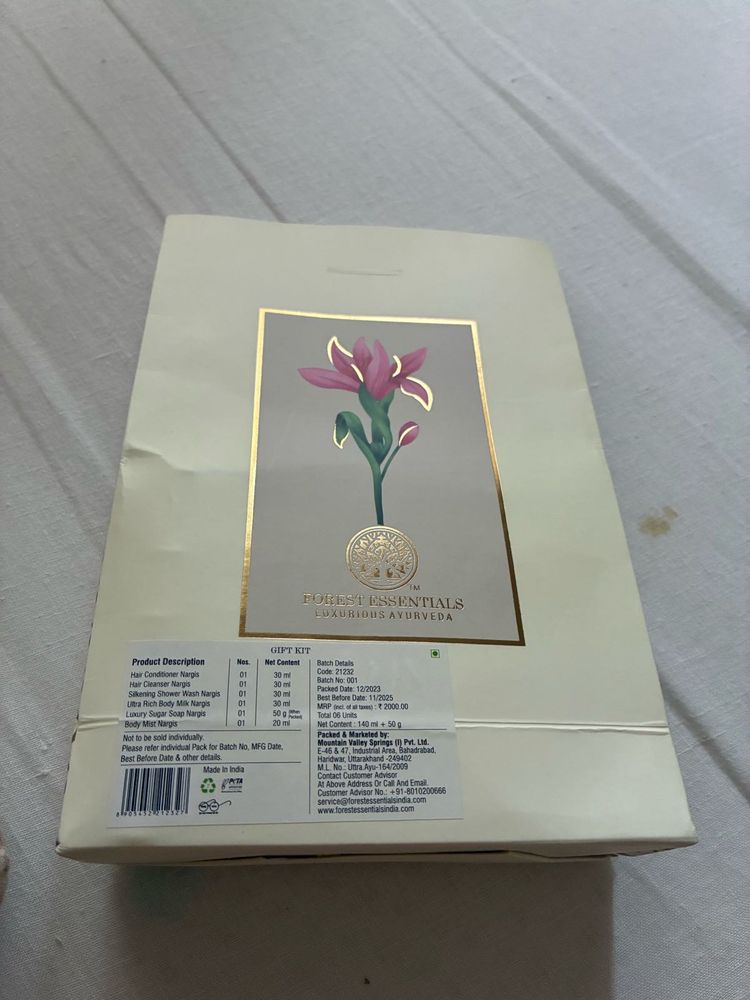 TM
FOREST ESSENTIALS
LUXURIOUS AYURVEDA
GIFT KIT
Product Description Nos. Net Content
Hair Conditioner Nargis 01 30 ml
Hair Cleanser Nargis 01 30 ml
Silkening Shower Wash Nargis 01 30 ml
Ultra Rich Body Milk Nargis 01 30 ml
Luxury Sugar Soap Nargis 01 50 g (When Packed)
Body Mist Nargis 01 20 ml
Not to be sold individually.
Please refer individual Pack for Batch No, MFG Date,
Best Before Date & other details.
Made In India
PETA
8 905452 212327
Batch Details
Code: 21232
Batch No: 001
Packed Date: 12/2023
Best Before Date: 11/2025
MRP (incl. of all taxes) : ₹ 2000.00
Total 06 Units
Net Content : 140 ml + 50 g
Packed & Marketed by:
Mountain Valley Springs (I) Pvt. Ltd.
E-46 & 47, Industrial Area, Bahadrabad,
Haridwar, Uttarakhand -249402
M.L. No.: Uttra.Ayu-164/2009
Contact Customer Advisor
At Above Address Or Call And Email.
Customer Advisor No.: +91-8010200666
service@forestessentialsindia.com
www.forestessentialsindia.com